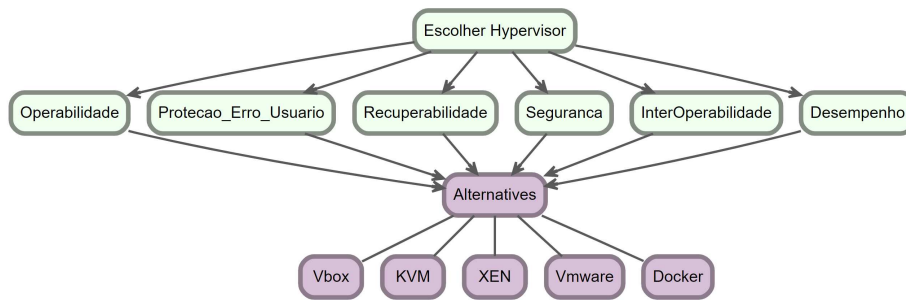 Escolher Hypervisor
Operabilidade
Protecao_Erro_Usuario
Recuperabilidade
Seguranca
InterOperabilidade
Desempenho
Alternatives
Vbox
KVM
XEN
Vmware
Docker